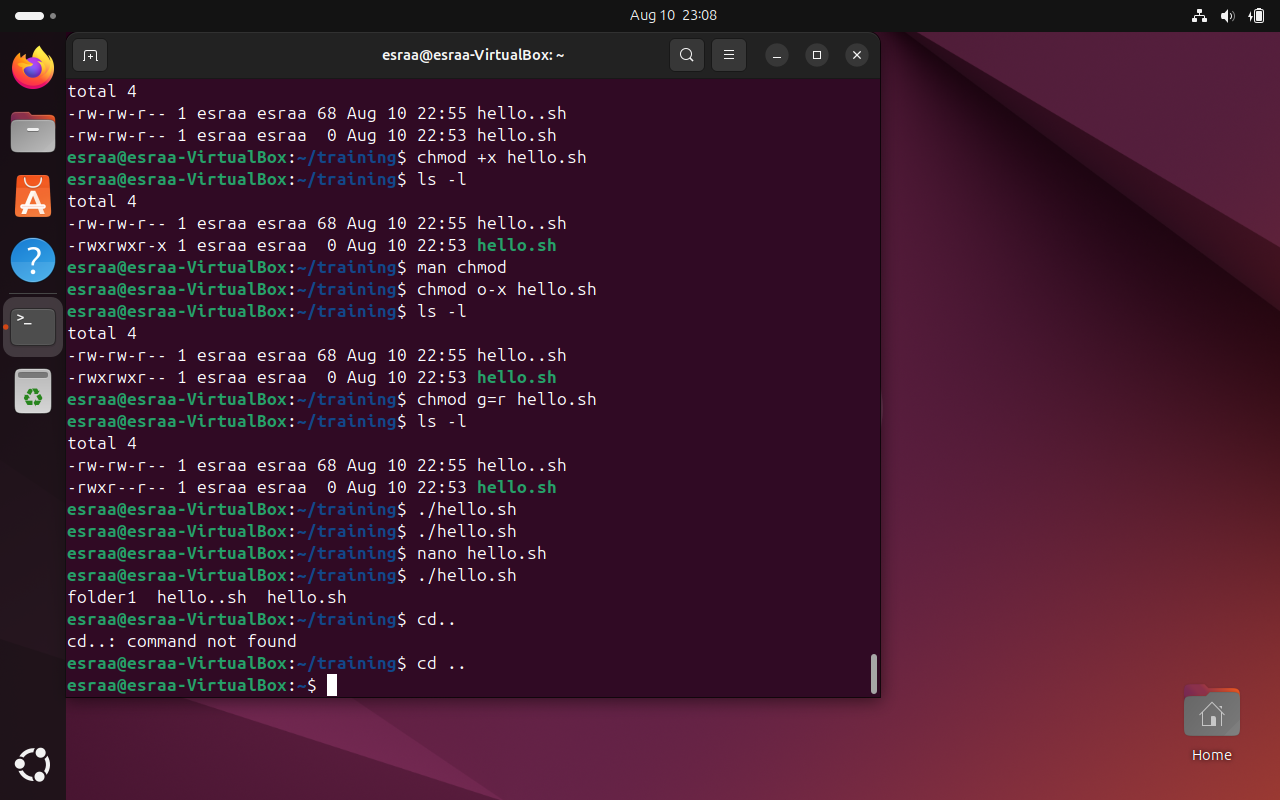 Aug 10 23:08
esraa@esraa-VirtualBox: ~
total 4
-rw-rw-r-- 1 esraa esraa 68 Aug 10 22:55 hello..sh
-rw-rw-r-- 1 esraa esraa  0 Aug 10 22:53 hello.sh
esraa@esraa-VirtualBox:~/training$ chmod +x hello.sh
esraa@esraa-VirtualBox:~/training$ ls -l
total 4
-rw-rw-r-- 1 esraa esraa 68 Aug 10 22:55 hello..sh
-rwxrwxr-x 1 esraa esraa  0 Aug 10 22:53 hello.sh
esraa@esraa-VirtualBox:~/training$ man chmod
esraa@esraa-VirtualBox:~/training$ chmod o-x hello.sh
esraa@esraa-VirtualBox:~/training$ ls -l
total 4
-rw-rw-r-- 1 esraa esraa 68 Aug 10 22:55 hello..sh
-rwxrwxr-- 1 esraa esraa  0 Aug 10 22:53 hello.sh
esraa@esraa-VirtualBox:~/training$ chmod g=r hello.sh
esraa@esraa-VirtualBox:~/training$ ls -l
total 4
-rw-rw-r-- 1 esraa esraa 68 Aug 10 22:55 hello..sh
-rwxr--r-- 1 esraa esraa  0 Aug 10 22:53 hello.sh
esraa@esraa-VirtualBox:~/training$ ./hello.sh
esraa@esraa-VirtualBox:~/training$ ./hello.sh
esraa@esraa-VirtualBox:~/training$ nano hello.sh
esraa@esraa-VirtualBox:~/training$ ./hello.sh
folder1  hello..sh  hello.sh
esraa@esraa-VirtualBox:~/training$ cd..
cd..: command not found
esraa@esraa-VirtualBox:~/training$ cd ..
esraa@esraa-VirtualBox:~$
Home